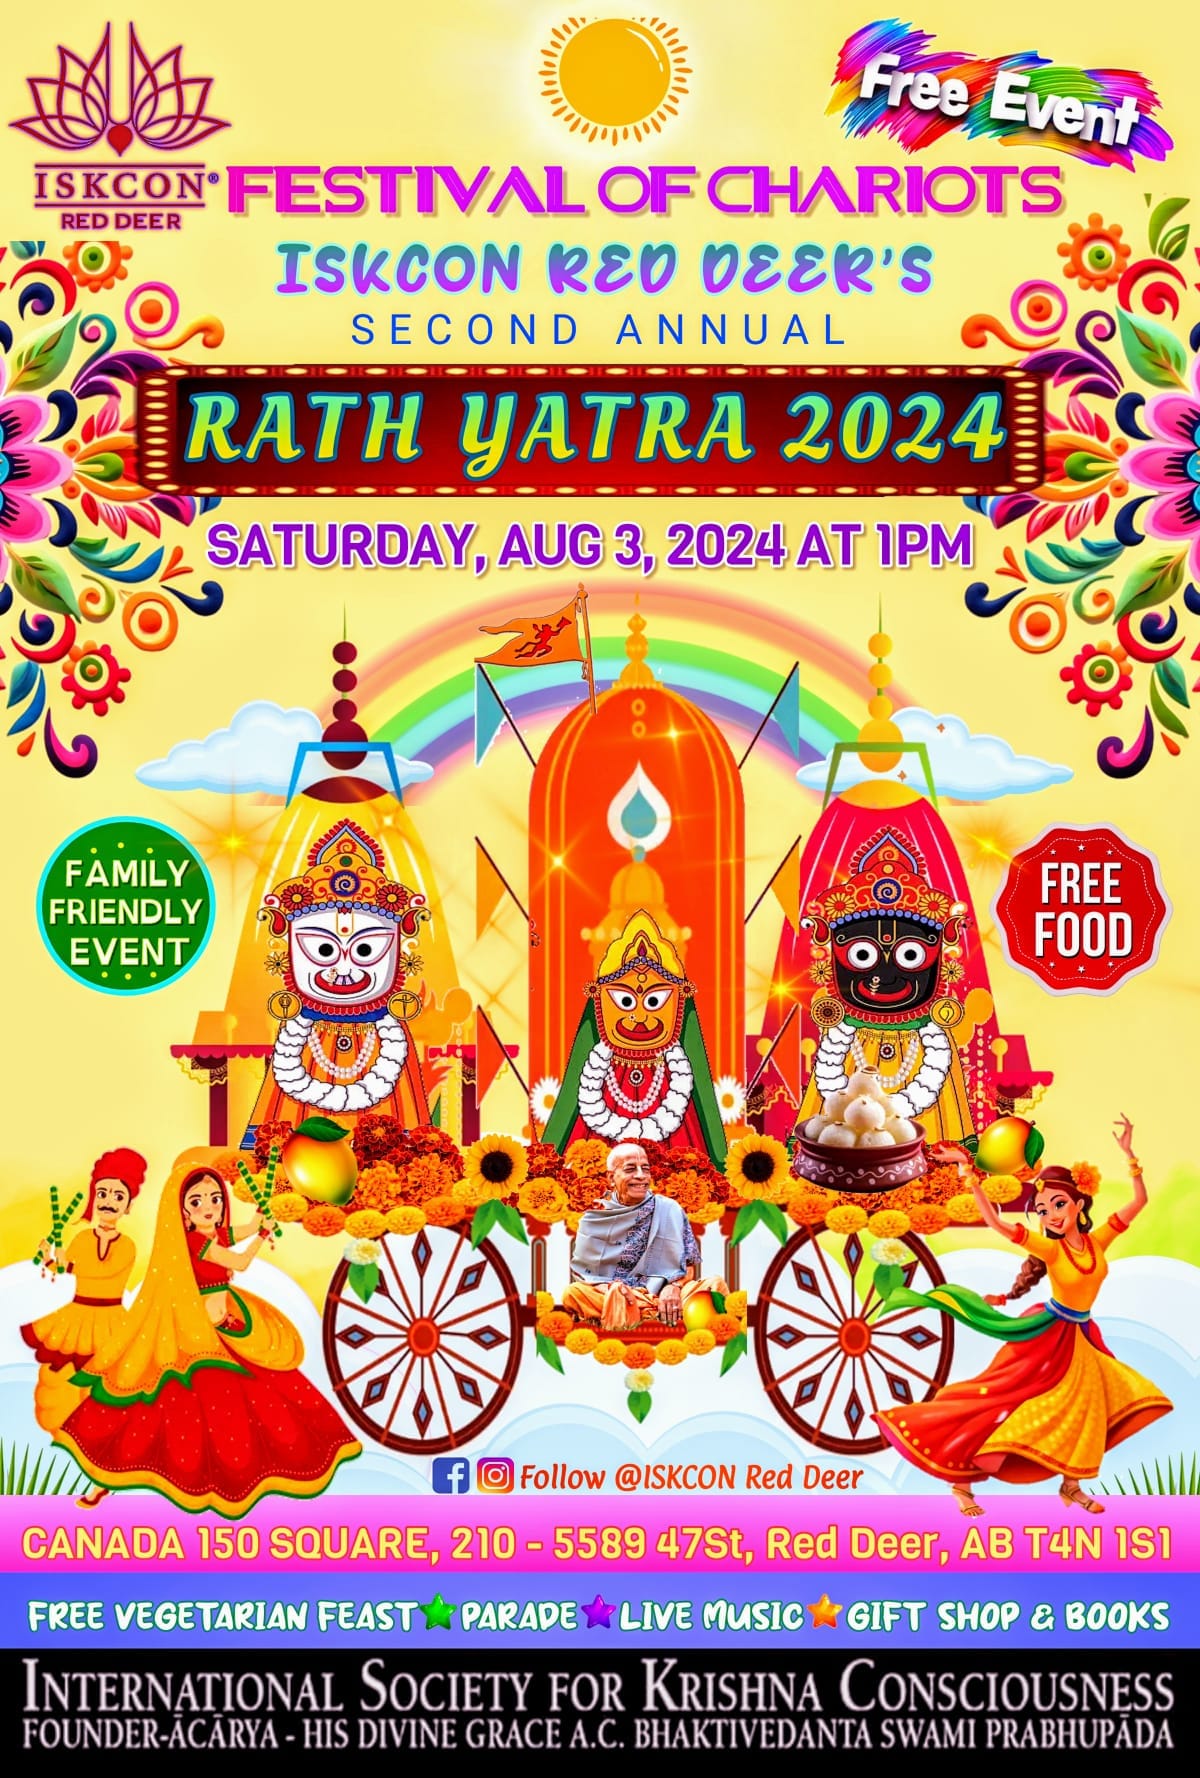 Free Event
ISKCON®
RED DEER
FESTIVAL OF CHARIOTS
ISKCON RED DEER'S
SECOND ANNUAL
RATH YATRA 2024
SATURDAY, AUG 3, 2024 AT 1PM
FAMILY
FRIENDLY
EVENT
FREE
FOOD
Follow @ISKCON Red Deer
CANADA 150 SQUARE, 210 - 5589 47St, Red Deer, AB T4N 1S1
FREE VEGETARIAN FEAST PARADE LIVE MUSIC GIFT SHOP & BOOKS
INTERNATIONAL SOCIETY FOR KRISHNA CONSCIOUSNESS
FOUNDER-ĀCĀRYA - HIS DIVINE GRACE A.C. BHAKTIVEDANTA SWAMI PRABHUPĀDA